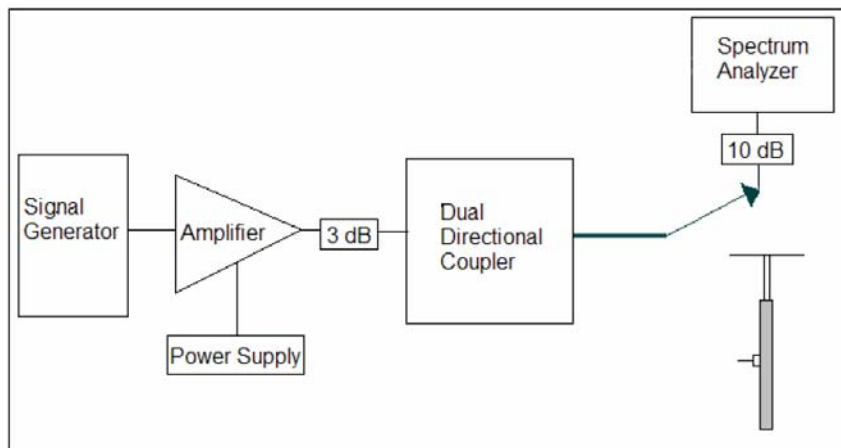 Spectrum
Analyzer
10 dB
Signal
Generator
Amplifier
3 dB
Dual
Directional
Coupler
Power Supply